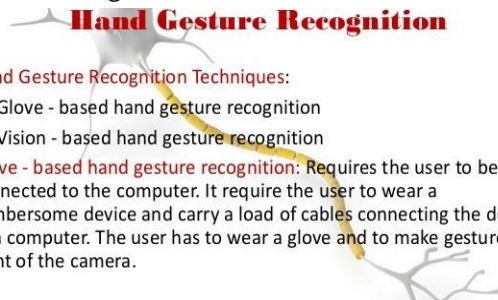 Hand Gesture Recognition
d Gesture Recognition Techniques:
Glove - based hand gesture recognition
Vision - based hand gesture recognition
ve - based hand gesture recognition: Requires the user to be
nected to the computer. It require the user to wear a
mbersome device and carry a load of cables connecting the d
computer. The user has to wear a glove and to make gesture
nt of the camera.